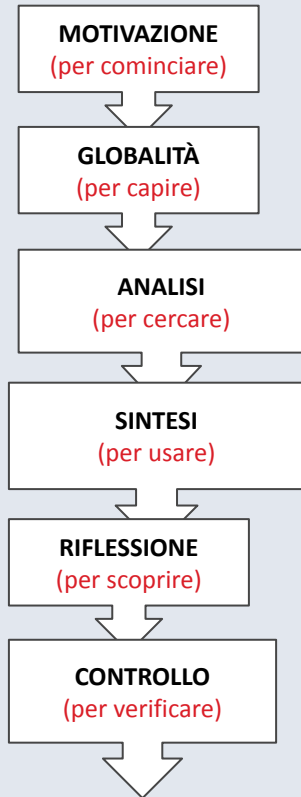 MOTIVAZIONE
(per cominciare)
GLOBALITÀ
(per capire)
ANALISI
(per cercare)
SINTESI
(per usare)
RIFLESSIONE
(per scoprire)
CONTROLLO
(per verificare)